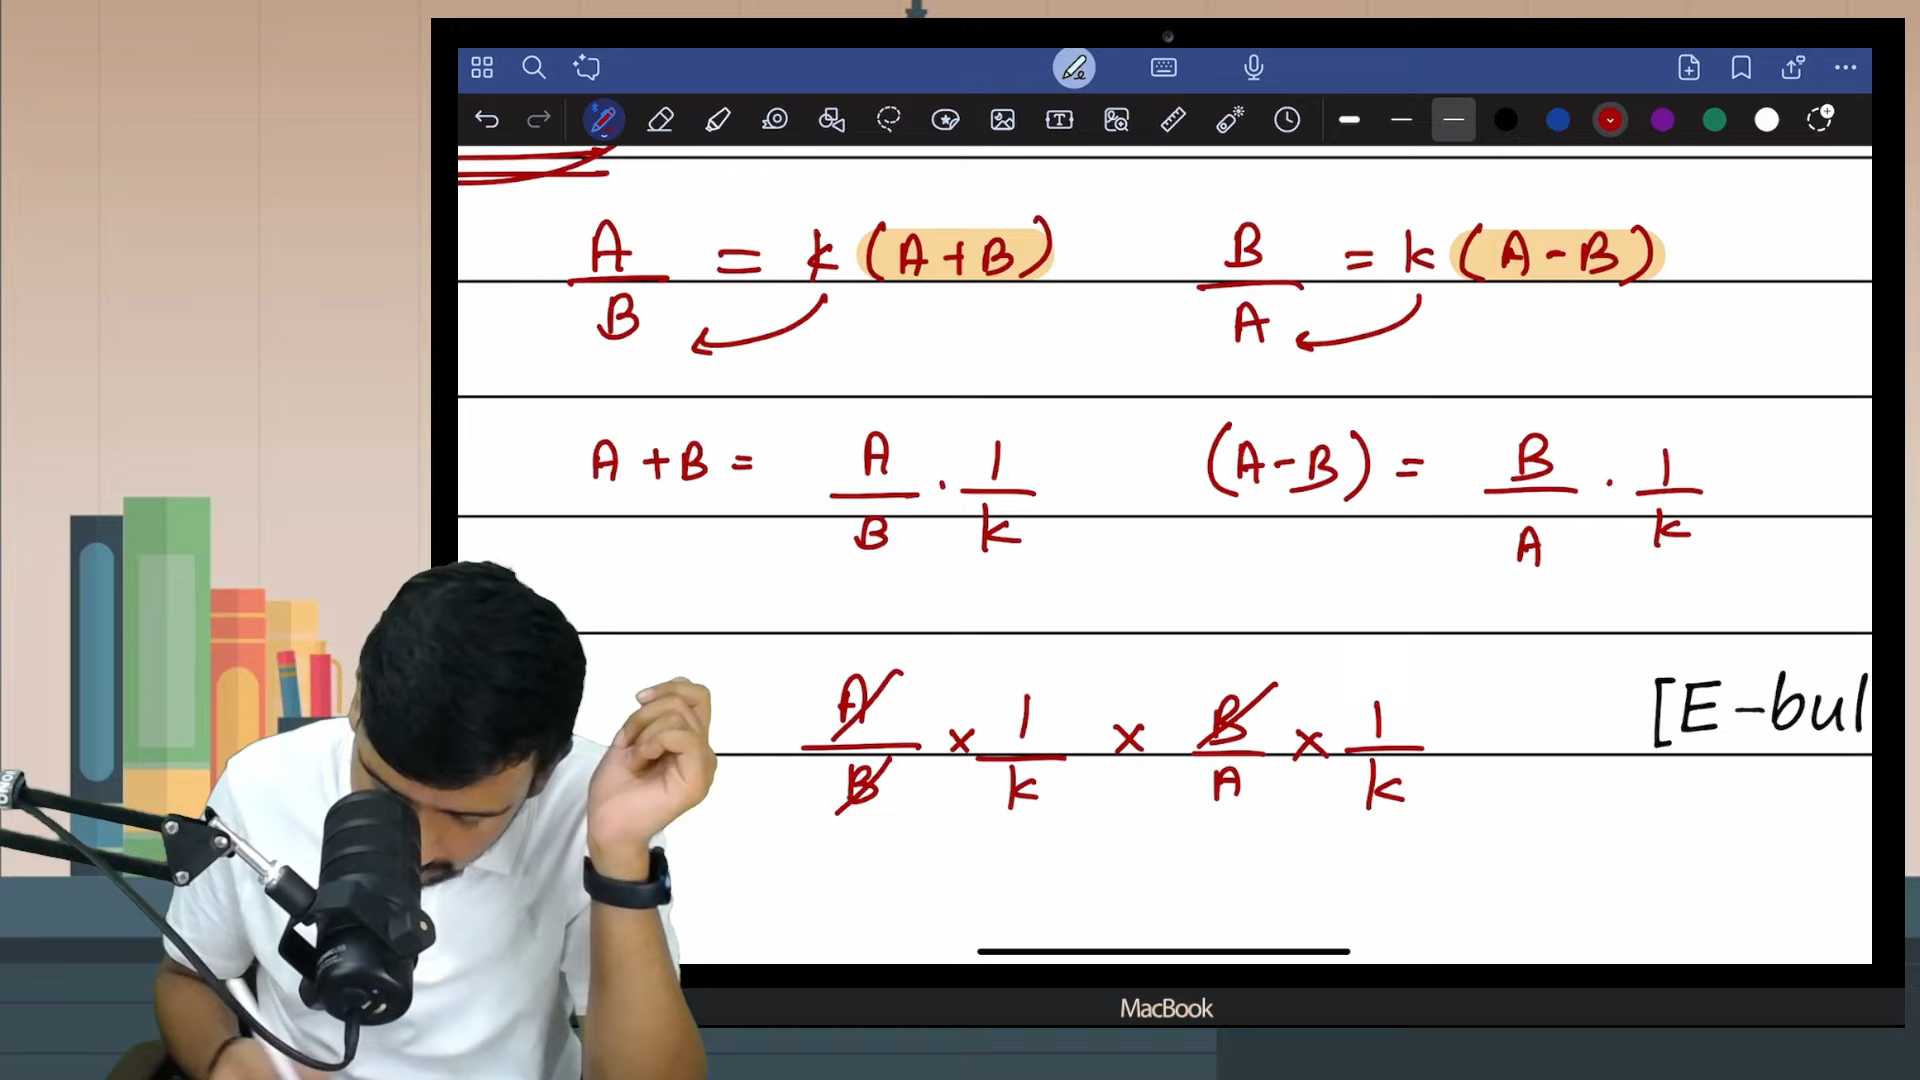 A/B = k (A+B)    B/A = k (A-B)
A+B = A/B · 1/k    (A-B) = B/A · 1/k
A/B × 1/k × B/A × 1/k    [E-bul
MacBook